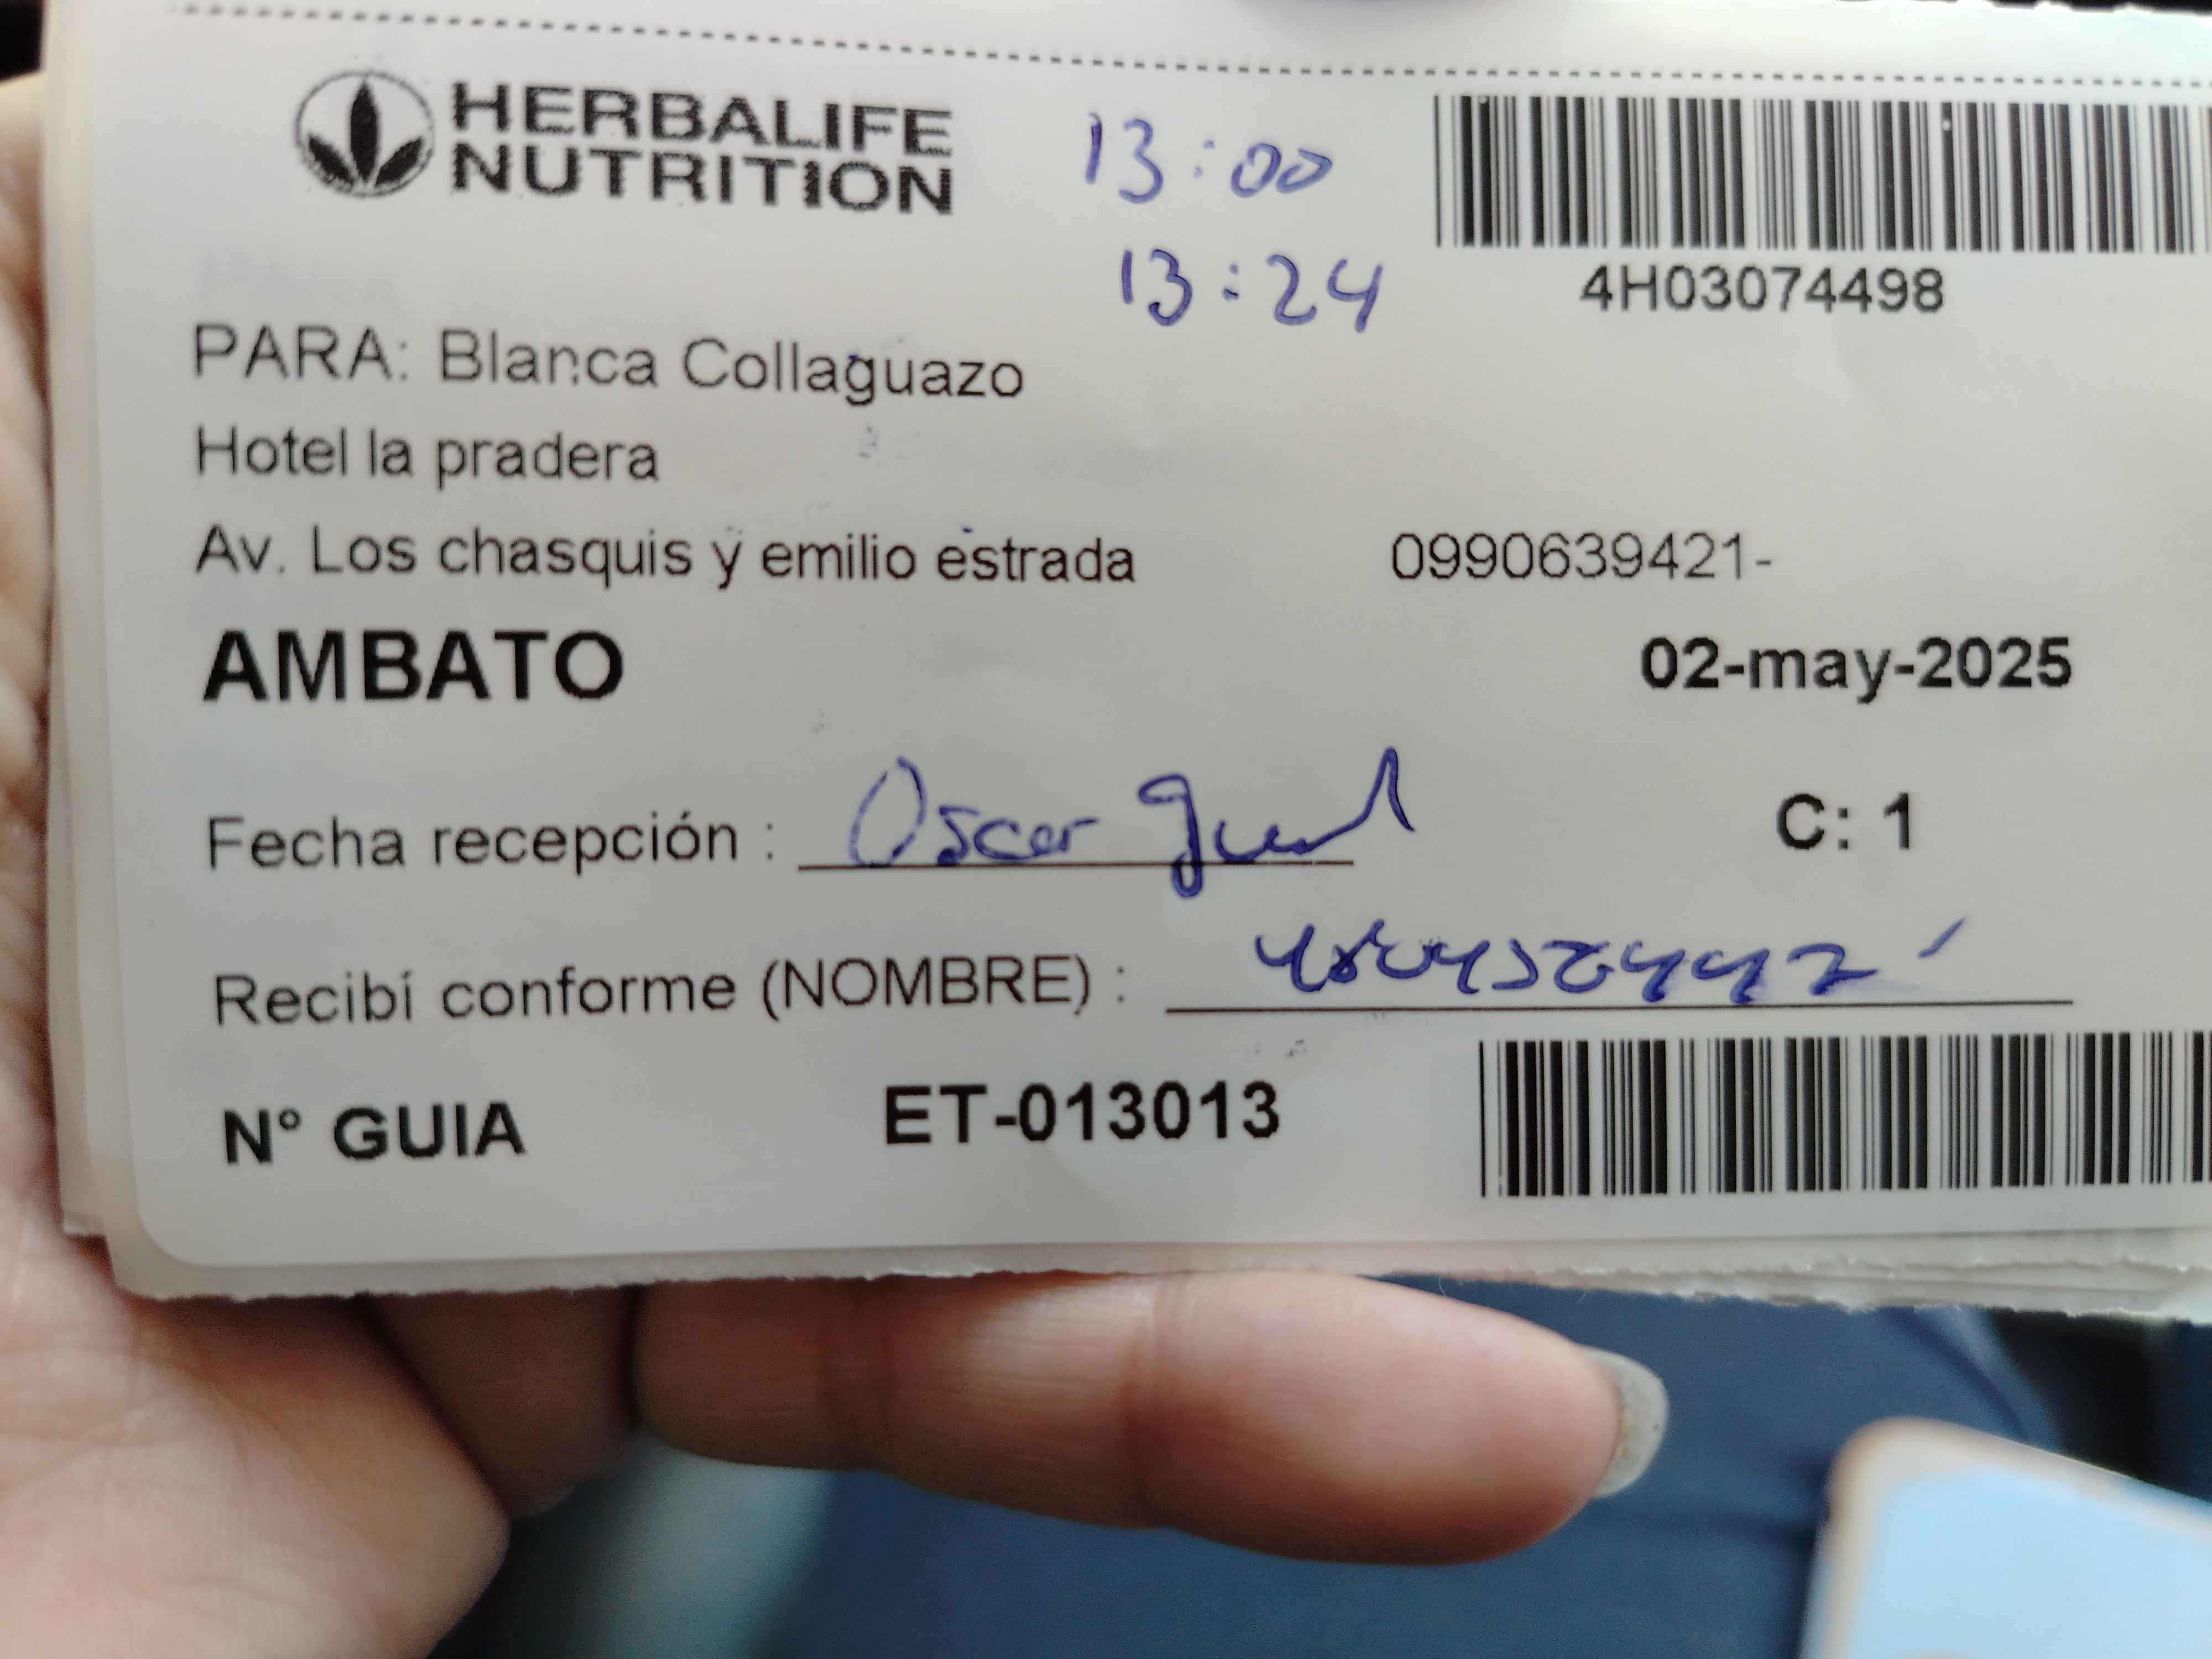 HERBALIFE
NUTRITION
13:00
13:24
4H03074498
PARA: Blanca Collaguazo
Hotel la pradera
Av. Los chasquis y emilio estrada 0990639421-
AMBATO 02-may-2025
Fecha recepción : Oscar
C: 1
Recibí conforme (NOMBRE) :
N° GUIA ET-013013